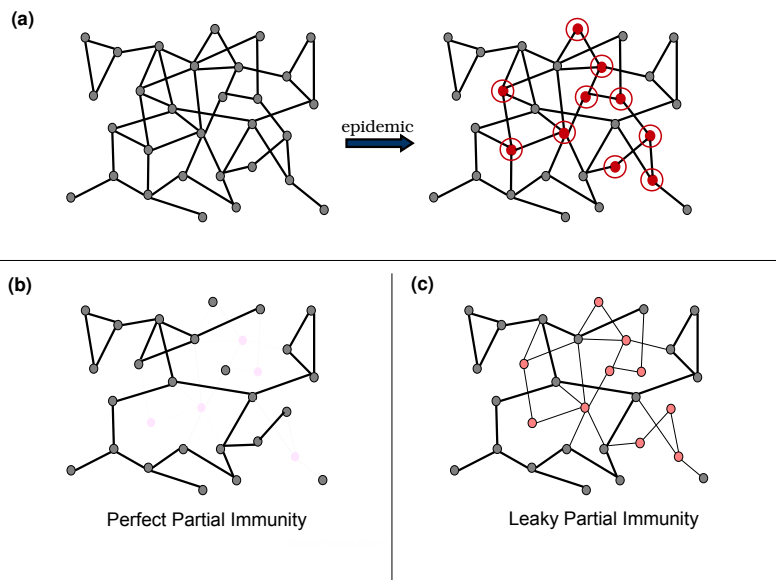 (a)
epidemic
(b)
(c)
Perfect Partial Immunity
Leaky Partial Immunity